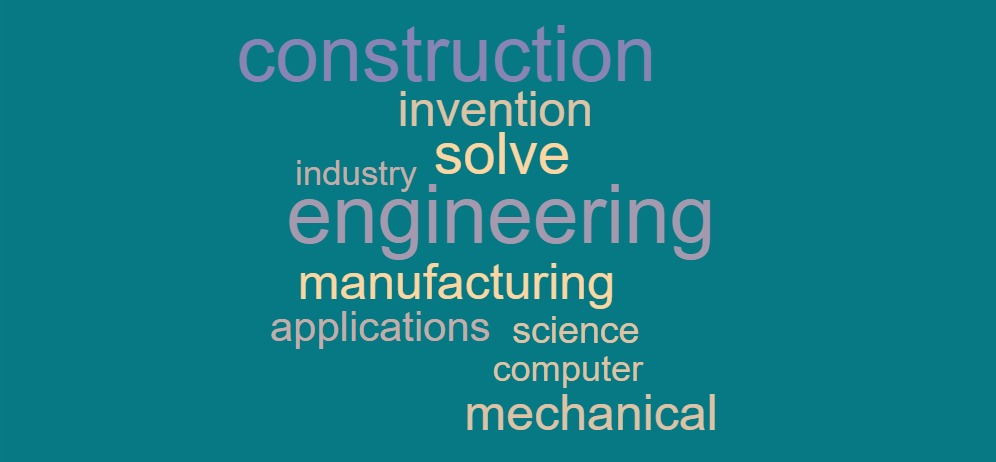 construction
invention
solve
industry
engineering
manufacturing
applications science
computer
mechanical